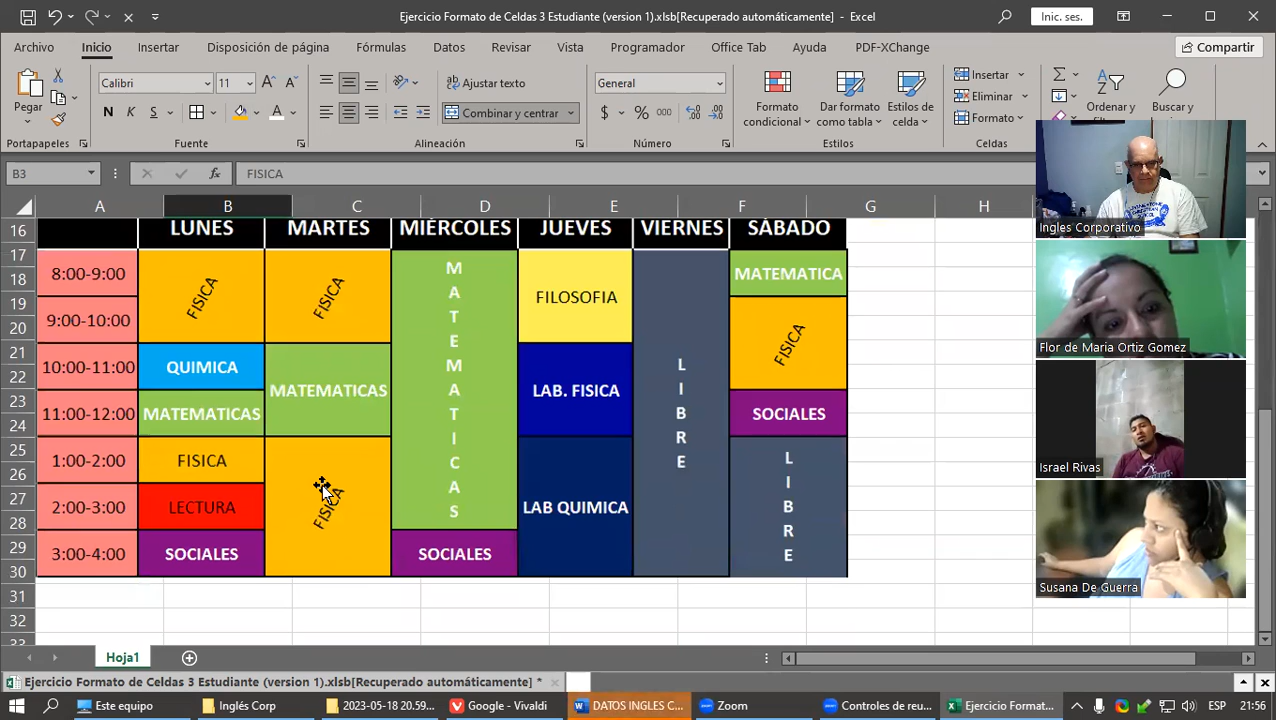 Ejercicio Formato de Celdas 3 Estudiante (version 1).xlsb[Recuperado automáticamente] - Excel
Inic. ses.
Archivo Inicio Insertar Disposición de página Fórmulas Datos Revisar Vista Programador Office Tab Ayuda PDF-XChange Compartir
Pegar
Calibri 11
N K S
Ajustar texto
Combinar y centrar
General
$ % 000
Formato condicional
Dar formato como tabla
Estilos de celda
Insertar
Eliminar
Formato
Ordenar y
Buscar y
Portapapeles Fuente Alineación Número Estilos Celdas
B3 fx FISICA
A B C D E F G H
16 LUNES MARTES MIÉRCOLES JUEVES VIERNES SÁBADO
17
18
19
20
21
22
23
24
25
26
27
28
29
30
31
32
33
8:00-9:00 FISICA FISICA MATEMATICAS FILOSOFIA LIBRE MATEMATICA
9:00-10:00 FISICA
10:00-11:00 QUIMICA MATEMATICAS LAB. FISICA
11:00-12:00 MATEMATICAS SOCIALES
1:00-2:00 FISICA FISICA LAB QUIMICA LIBRE
2:00-3:00 LECTURA
3:00-4:00 SOCIALES SOCIALES
Ingles Corporativo
Flor de Maria Ortiz Gomez
Israel Rivas
Susana De Guerra
Hoja1
Ejercicio Formato de Celdas 3 Estudiante (version 1).xlsb[Recuperado automáticamente] *
Este equipo
Inglés Corp
2023-05-18 20.59...
Google - Vivaldi
DATOS INGLES C...
Zoom
Controles de reu...
Ejercicio Format...
ESP
21:56